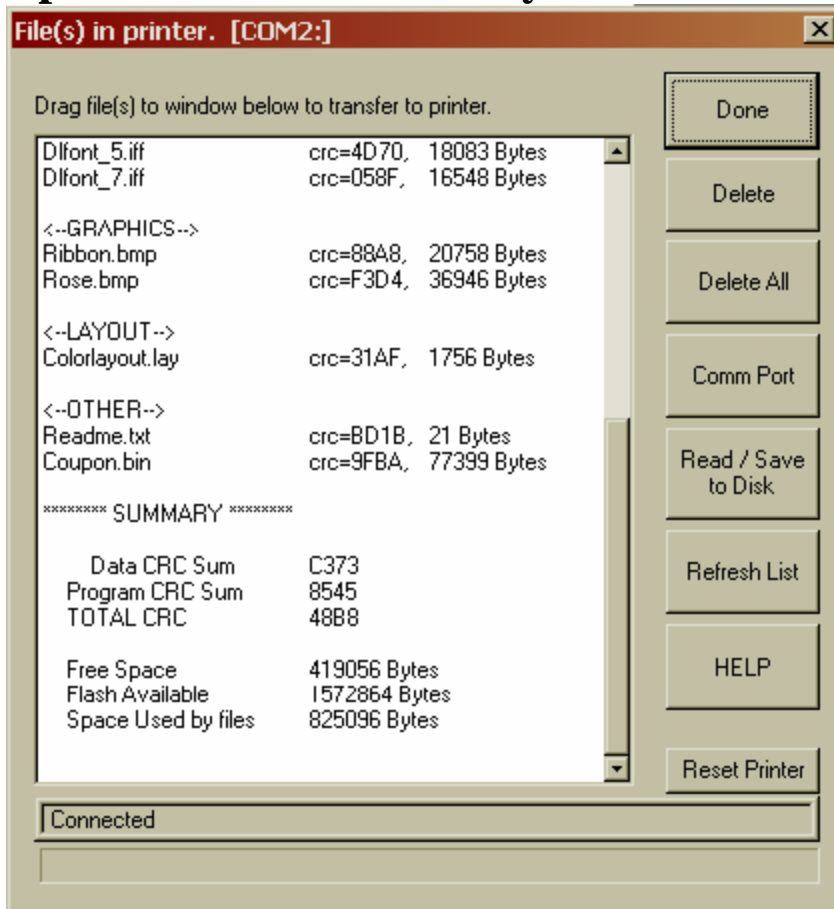 File(s) in printer. [COM2:]
Drag file(s) to window below to transfer to printer.
Dlfont_5.iff crc=4D70, 18083 Bytes
Dlfont_7.iff crc=058F, 16548 Bytes
<--GRAPHICS-->
Ribbon.bmp crc=88A8, 20758 Bytes
Rose.bmp crc=F3D4, 36946 Bytes
<--LAYOUT-->
Colorlayout.lay crc=31AF, 1756 Bytes
<--OTHER-->
Readme.txt crc=BD1B, 21 Bytes
Coupon.bin crc=9FBA, 77399 Bytes
******** SUMMARY ********
Data CRC Sum C373
Program CRC Sum 8545
TOTAL CRC 48B8
Free Space 419056 Bytes
Flash Available 1572864 Bytes
Space Used by files 825096 Bytes
Connected
Done
Delete
Delete All
Comm Port
Read / Save
to Disk
Refresh List
HELP
Reset Printer